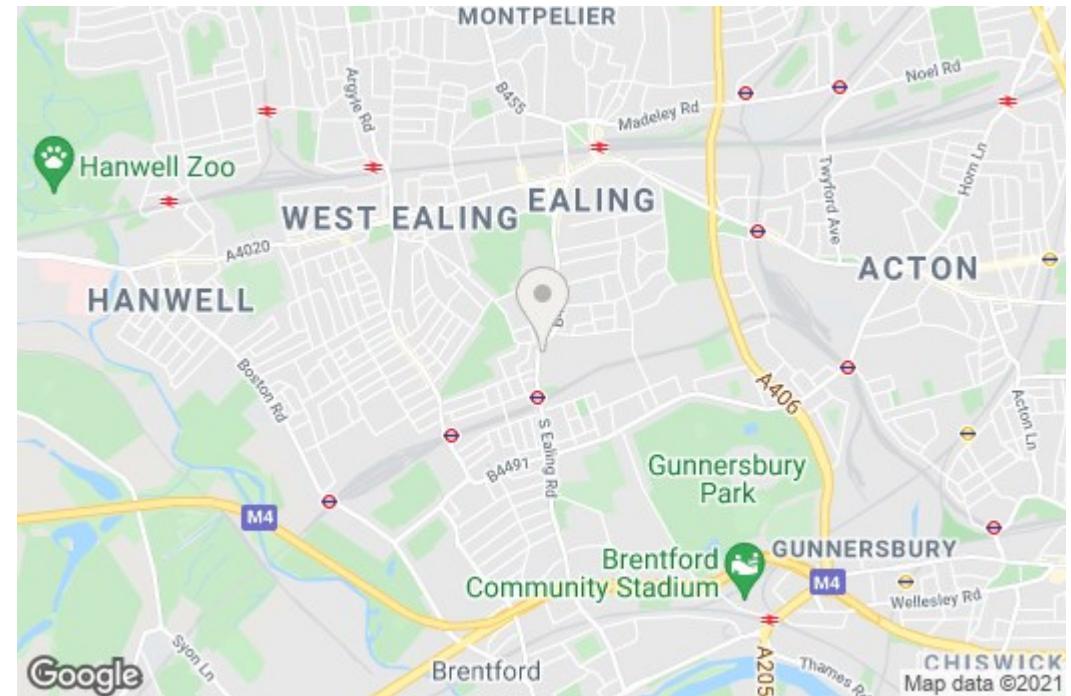 MONTPELIER
Noel Rd
B455
Argyle Rd
Madeley Rd
Hanwell Zoo
Twyford Ave
Horn Ln
EALING
WEST EALING
A4020
ACTON
HANWELL
Boston Rd
A406
Acton Ln
S Ealing Rd
B4491
Gunnersbury
Park
M4
Brentford
Community Stadium
GUNNERSBURY
M4
Wellesley Rd
Syon Ln
Brentford
A205
Thames R
CHISWICK
Google
Map data ©2021